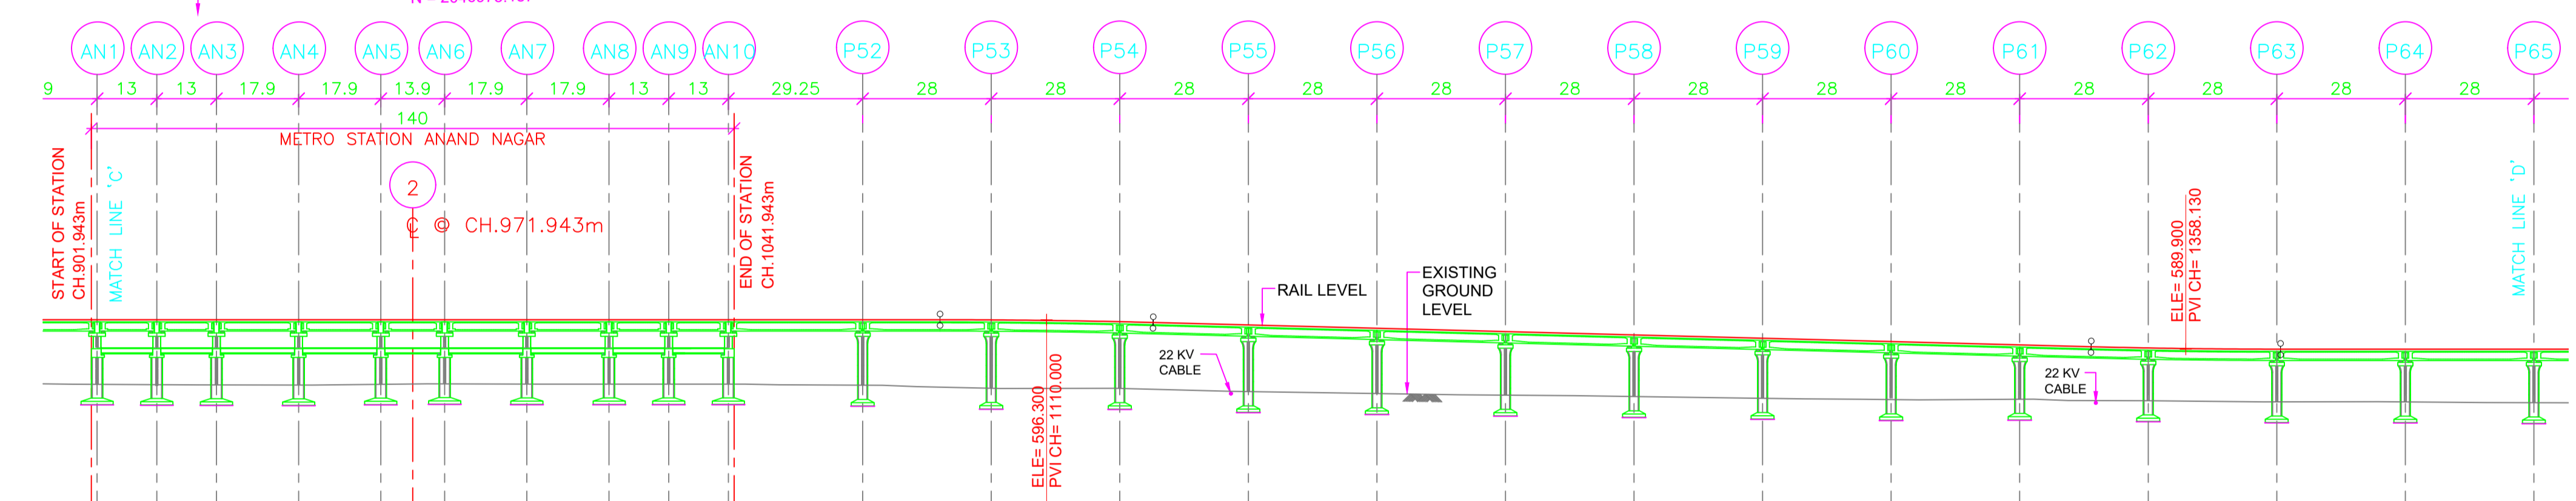 AN1 AN2 AN3 AN4 AN5 AN6 AN7 AN8 AN9 AN10 P52 P53 P54 P55 P56 P57 P58 P59 P60 P61 P62 P63 P64 P65
9 13 13 17.9 17.9 13.9 17.9 17.9 13 13 29.25 28 28 28 28 28 28 28 28 28 28 28 28 28
140
METRO STATION ANAND NAGAR
START OF STATION
CH.901.943m
MATCH LINE 'C'
2
℄ @ CH.971.943m
END OF STATION
CH.1041.943m
ELE= 596.300
PVI CH= 1110.000
22 KV
CABLE
RAIL LEVEL
EXISTING
GROUND
LEVEL
22 KV
CABLE
ELE= 589.900
PVI CH= 1358.130
MATCH LINE 'D'